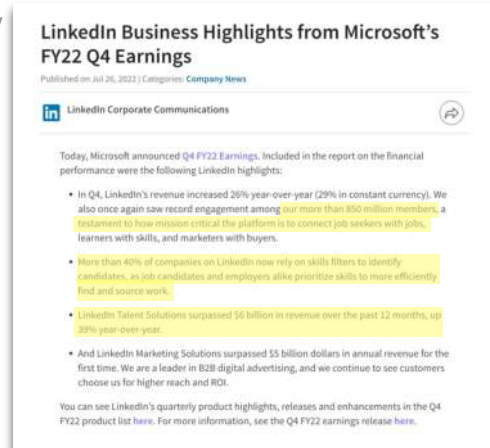 LinkedIn Business Highlights from Microsoft's
FY22 Q4 Earnings
Published on Jul 26, 2022 | Categories: Company News
in LinkedIn Corporate Communications
Today, Microsoft announced Q4 FY22 Earnings. Included in the report on the financial
performance were the following LinkedIn highlights:
• In Q4, LinkedIn's revenue increased 26% year-over-year (29% in constant currency). We
also once again saw record engagement among our more than 850 million members, a
testament to how mission critical the platform is to connect job seekers with jobs,
learners with skills, and marketers with buyers.
• More than 40% of companies on LinkedIn now rely on skills filters to identify
candidates, as job candidates and employers alike prioritize skills to more efficiently
find and source work.
• LinkedIn Talent Solutions surpassed $6 billion in revenue over the past 12 months, up
39% year-over-year.
• And LinkedIn Marketing Solutions surpassed $5 billion dollars in annual revenue for the
first time. We are a leader in B2B digital advertising, and we continue to see customers
choose us for higher reach and ROI.
You can see LinkedIn's quarterly product highlights, releases and enhancements in the Q4
FY22 product list here. For more information, see the Q4 FY22 earnings release here.